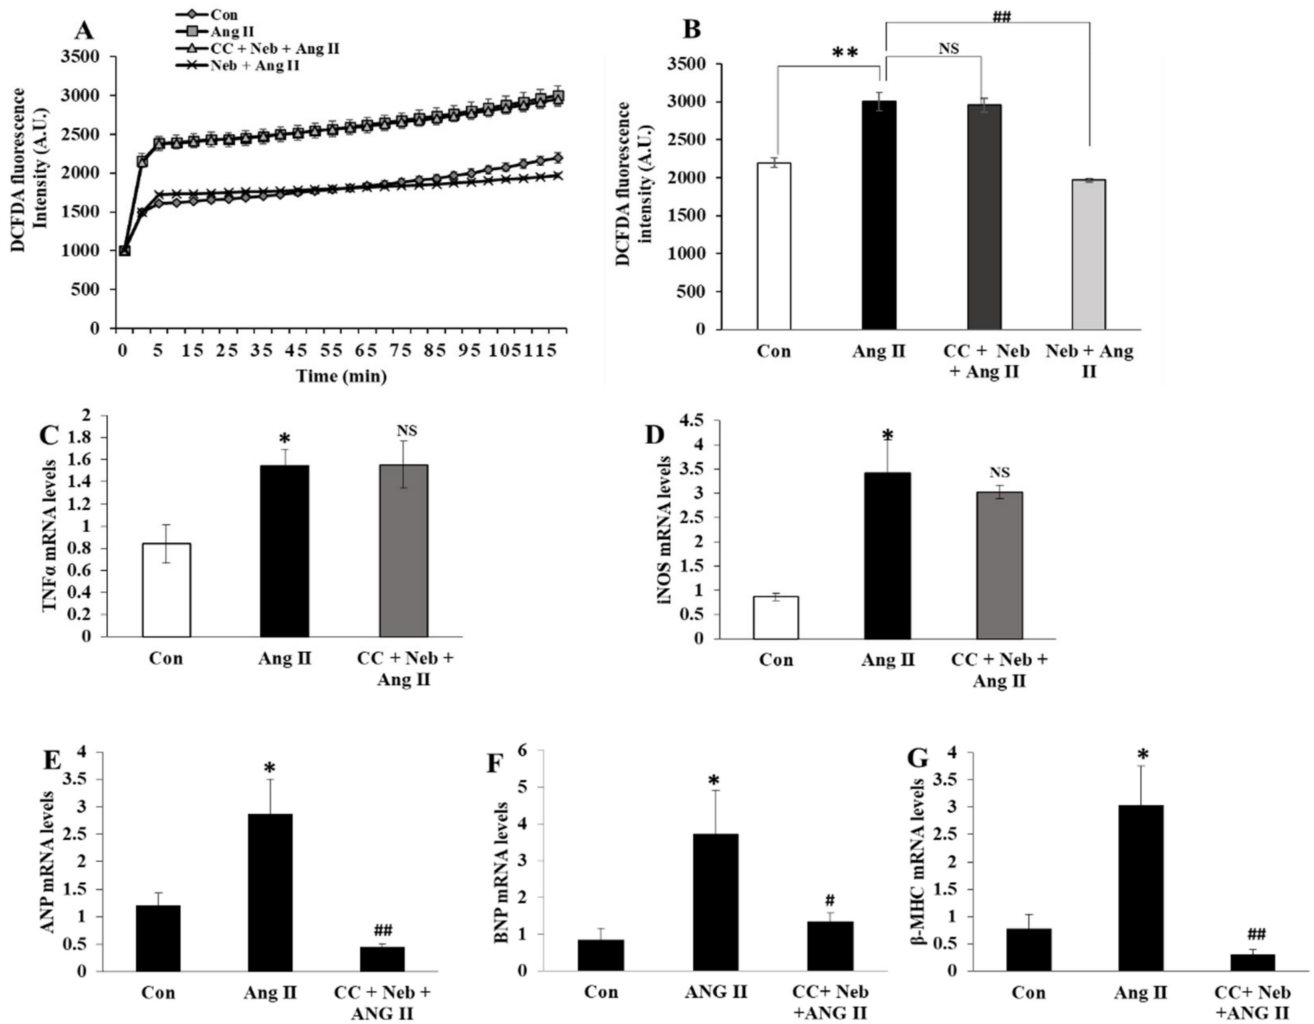 A
Con
Ang II
CC + Neb + Ang II
Neb + Ang II
DCFDA fluorescence
Intensity (A.U.)
3500
3000
2500
2000
1500
1000
500
0
0 5 15 25 35 45 55 65 75 85 95 105 115
Time (min)
B
##
**
NS
DCFDA fluorescence
intensity (A.U.)
3500
3000
2500
2000
1500
1000
500
0
Con
Ang II
CC + Neb
+ Ang II
Neb + Ang
II
C
TNFα mRNA levels
2
1.8
1.6
1.4
1.2
1
0.8
0.6
0.4
0.2
0
*
NS
Con
Ang II
CC + Neb +
Ang II
D
iNOS mRNA levels
4.5
4
3.5
3
2.5
2
1.5
1
0.5
0
*
NS
Con
Ang II
CC + Neb +
Ang II
E
ANP mRNA levels
4
3.5
3
2.5
2
1.5
1
0.5
0
*
##
Con
Ang II
CC + Neb +
ANG II
F
BNP mRNA levels
6
5
4
3
2
1
0
*
#
Con
ANG II
CC+ Neb
+ANG II
G
β-MHC mRNA levels
4
3.5
3
2.5
2
1.5
1
0.5
0
*
##
Con
Ang II
CC+ Neb
+ANG II